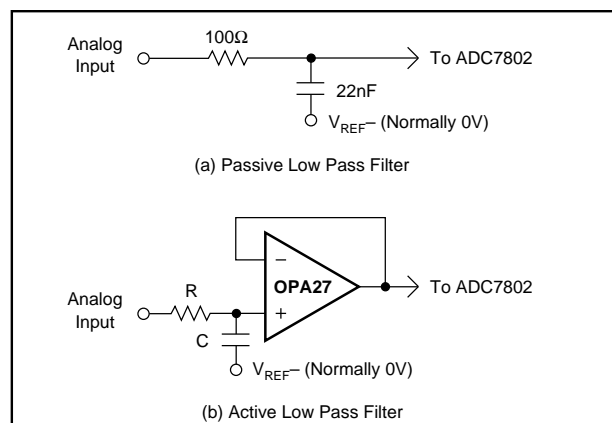 100Ω
Analog
Input
To ADC7802
22nF
VREF– (Normally 0V)
(a) Passive Low Pass Filter
–
OPA27
+
R
Analog
Input
To ADC7802
C
VREF– (Normally 0V)
(b) Active Low Pass Filter